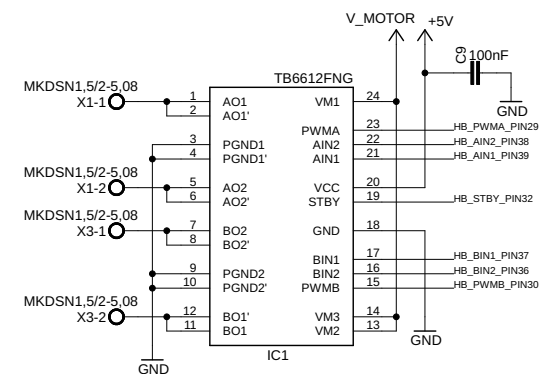 V_MOTOR +5V
C9 100nF
GND
TB6612FNG
MKDSN1,5/2-5,08
X1-1
MKDSN1,5/2-5,08
X1-2
MKDSN1,5/2-5,08
X3-1
MKDSN1,5/2-5,08
X3-2
1 AO1 VM1 24
2 AO1'
PWMA 23 HB_PWMA_PIN29
3 PGND1 AIN2 22 HB_AIN2_PIN38
4 PGND1' AIN1 21 HB_AIN1_PIN39
5 AO2 VCC 20
6 AO2' STBY 19 HB_STBY_PIN32
7 BO2 GND 18
8 BO2'
BIN1 17 HB_BIN1_PIN37
9 PGND2 BIN2 16 HB_BIN2_PIN36
10 PGND2' PWMB 15 HB_PWMB_PIN30
12 BO1' VM3 14
11 BO1 VM2 13
GND
IC1
GND